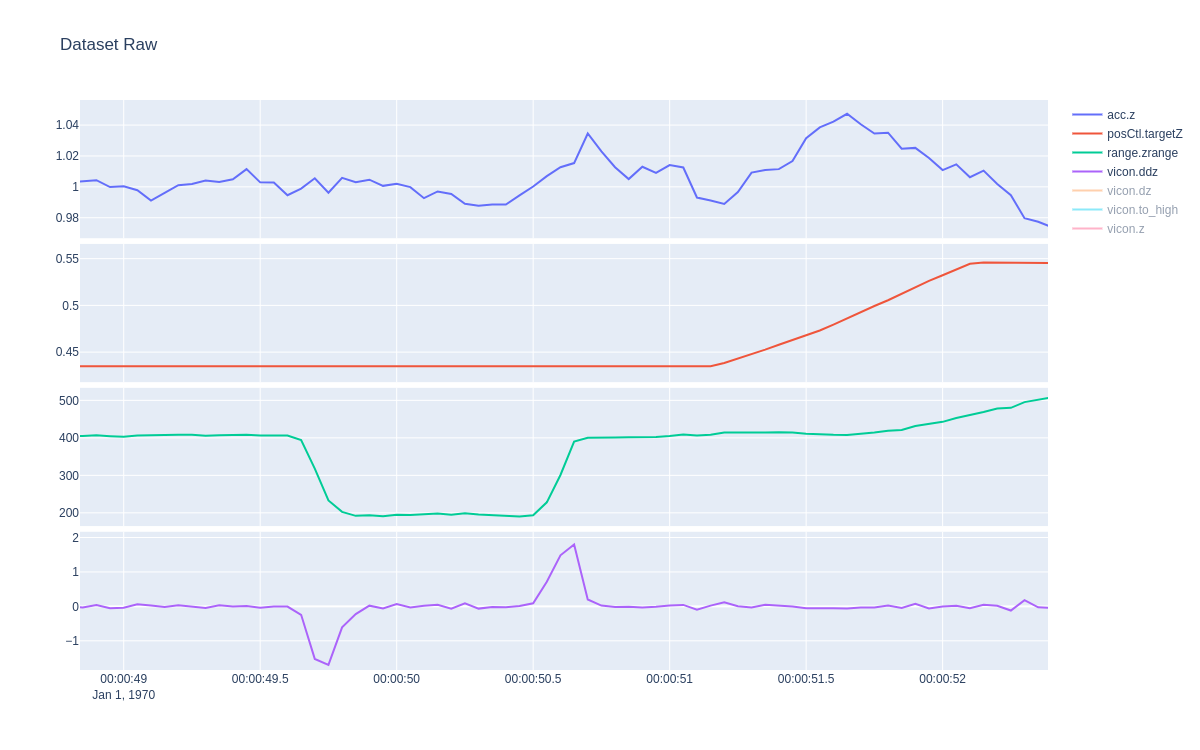 Dataset Raw
1.04
1.02
1
0.98
0.55
0.5
0.45
500
400
300
200
2
1
0
−1
00:00:49
Jan 1, 1970
00:00:49.5
00:00:50
00:00:50.5
00:00:51
00:00:51.5
00:00:52
acc.z
posCtl.targetZ
range.zrange
vicon.ddz
vicon.dz
vicon.to_high
vicon.z